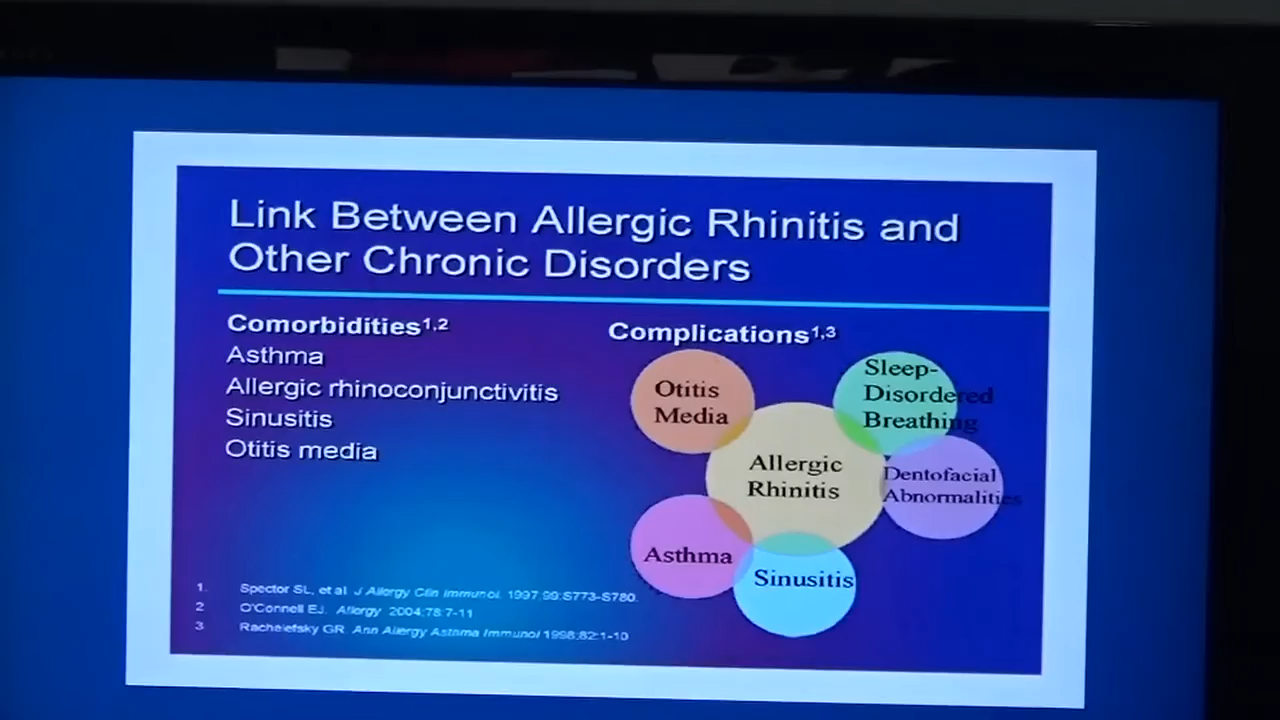 Link Between Allergic Rhinitis and
Other Chronic Disorders
Comorbidities1,2
Asthma
Allergic rhinoconjunctivitis
Sinusitis
Otitis media
Complications1,3
Otitis
Media
Sleep-
Disordered
Breathing
Allergic
Rhinitis
Dentofacial
Abnormalities
Asthma
Sinusitis
1. Spector SL, et al J Allergy Clin Immunol. 1997;99:S773-S780.
2 O'Connell EJ. Allergy 2004;78:7-11
3 Rachelefsky GR. Ann Allergy Asthma Immunol 1998;82:1-10